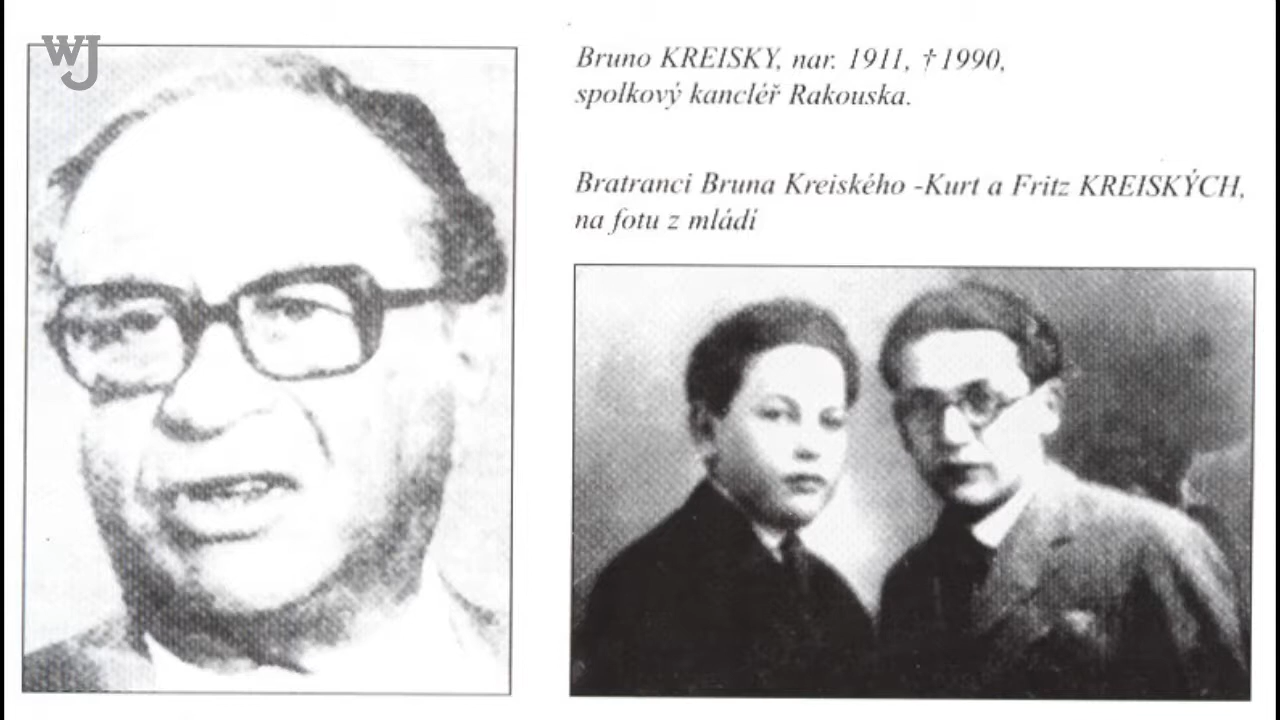 WJ
Bruno KREISKY, nar. 1911, †1990,
spolkový kancléř Rakouska.
Bratranci Bruna Kreiského -Kurt a Fritz KREISKÝCH,
na fotu z mládí